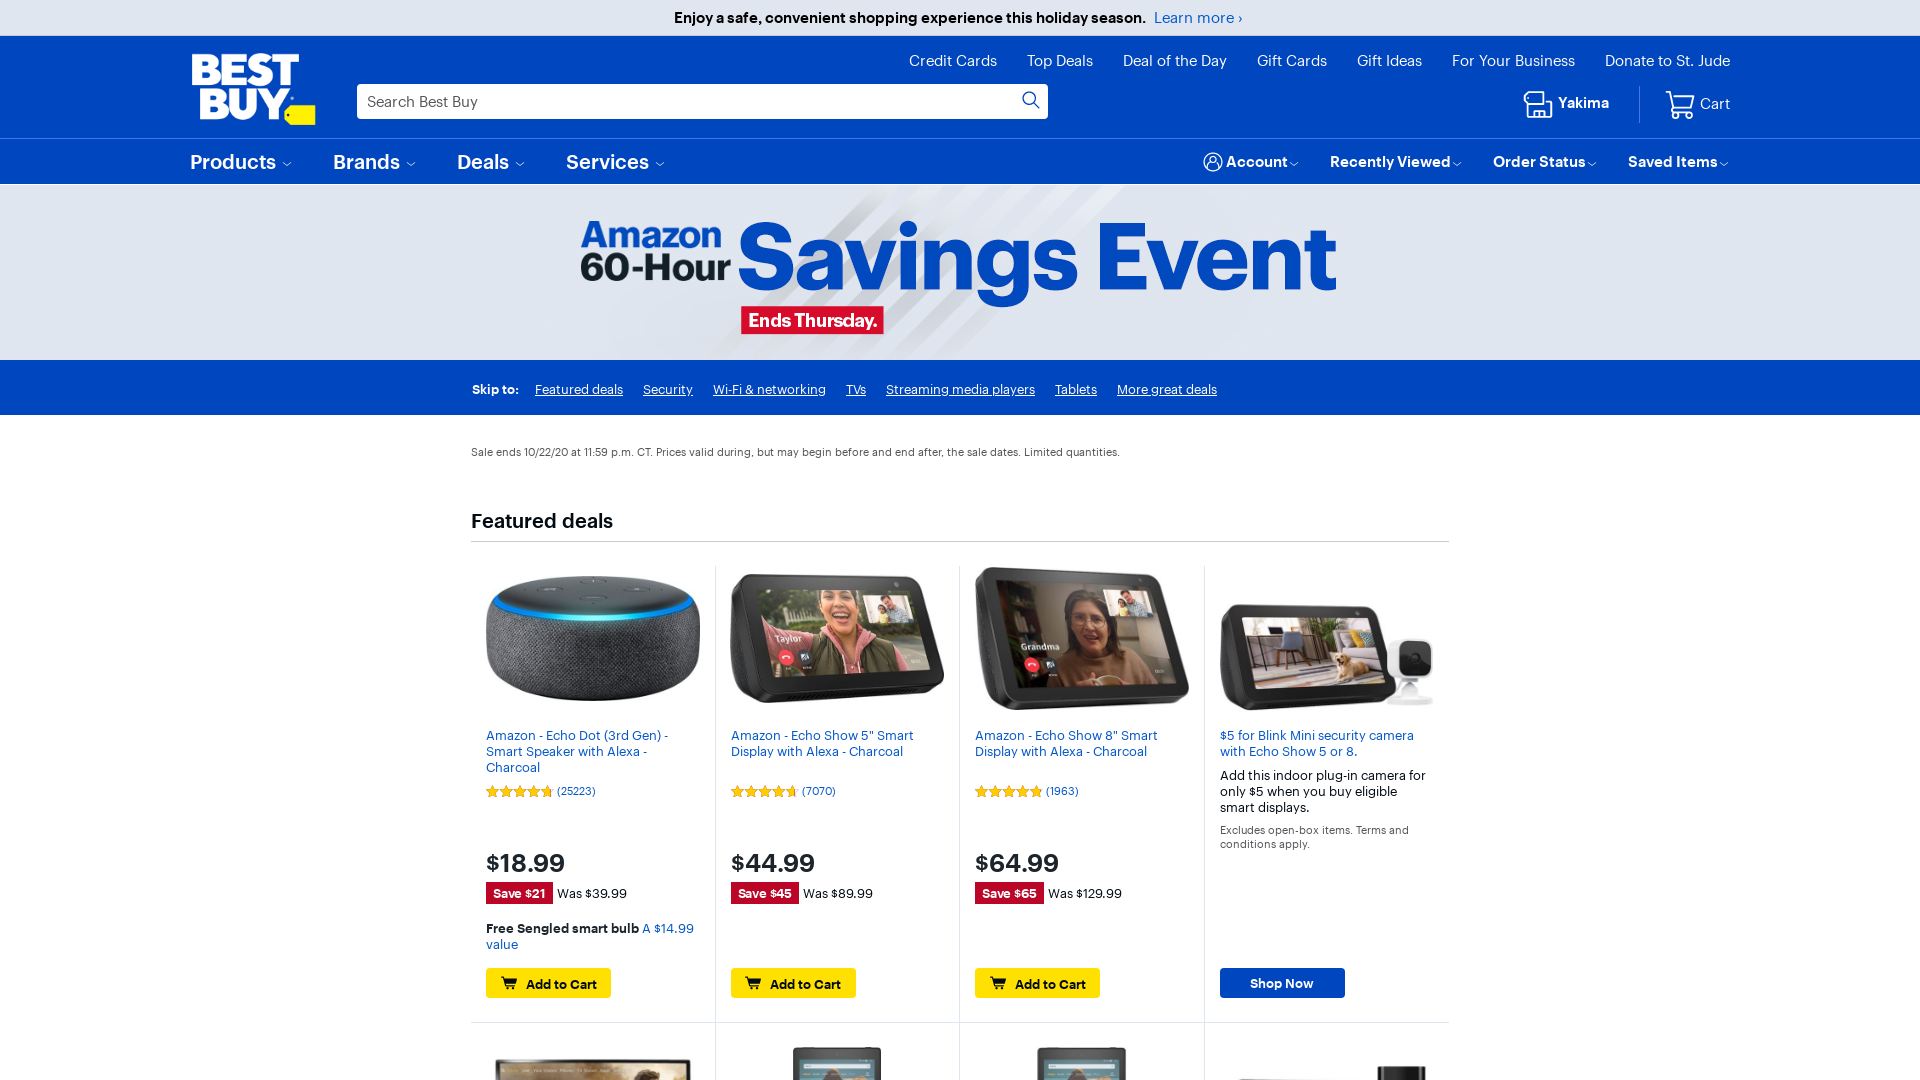 Enjoy a safe, convenient shopping experience this holiday season. Learn more ›
Credit Cards Top Deals Deal of the Day Gift Cards Gift Ideas For Your Business Donate to St. Jude
BEST
BUY
Search Best Buy
Yakima
Cart
Products Brands Deals Services Account Recently Viewed Order Status Saved Items
Amazon
60-Hour
Savings Event
Ends Thursday.
Skip to: Featured deals Security Wi-Fi & networking TVs Streaming media players Tablets More great deals
Sale ends 10/22/20 at 11:59 p.m. CT. Prices valid during, but may begin before and end after, the sale dates. Limited quantities.
Featured deals
Taylor
Grandma
Amazon - Echo Dot (3rd Gen) -
Smart Speaker with Alexa -
Charcoal
(25223)
$18.99
Save $21 Was $39.99
Free Sengled smart bulb A $14.99
value
Add to Cart
Amazon - Echo Show 5" Smart
Display with Alexa - Charcoal
(7070)
$44.99
Save $45 Was $89.99
Add to Cart
Amazon - Echo Show 8" Smart
Display with Alexa - Charcoal
(1963)
$64.99
Save $65 Was $129.99
Add to Cart
$5 for Blink Mini security camera
with Echo Show 5 or 8.
Add this indoor plug-in camera for
only $5 when you buy eligible
smart displays.
Excludes open-box items. Terms and
conditions apply.
Shop Now